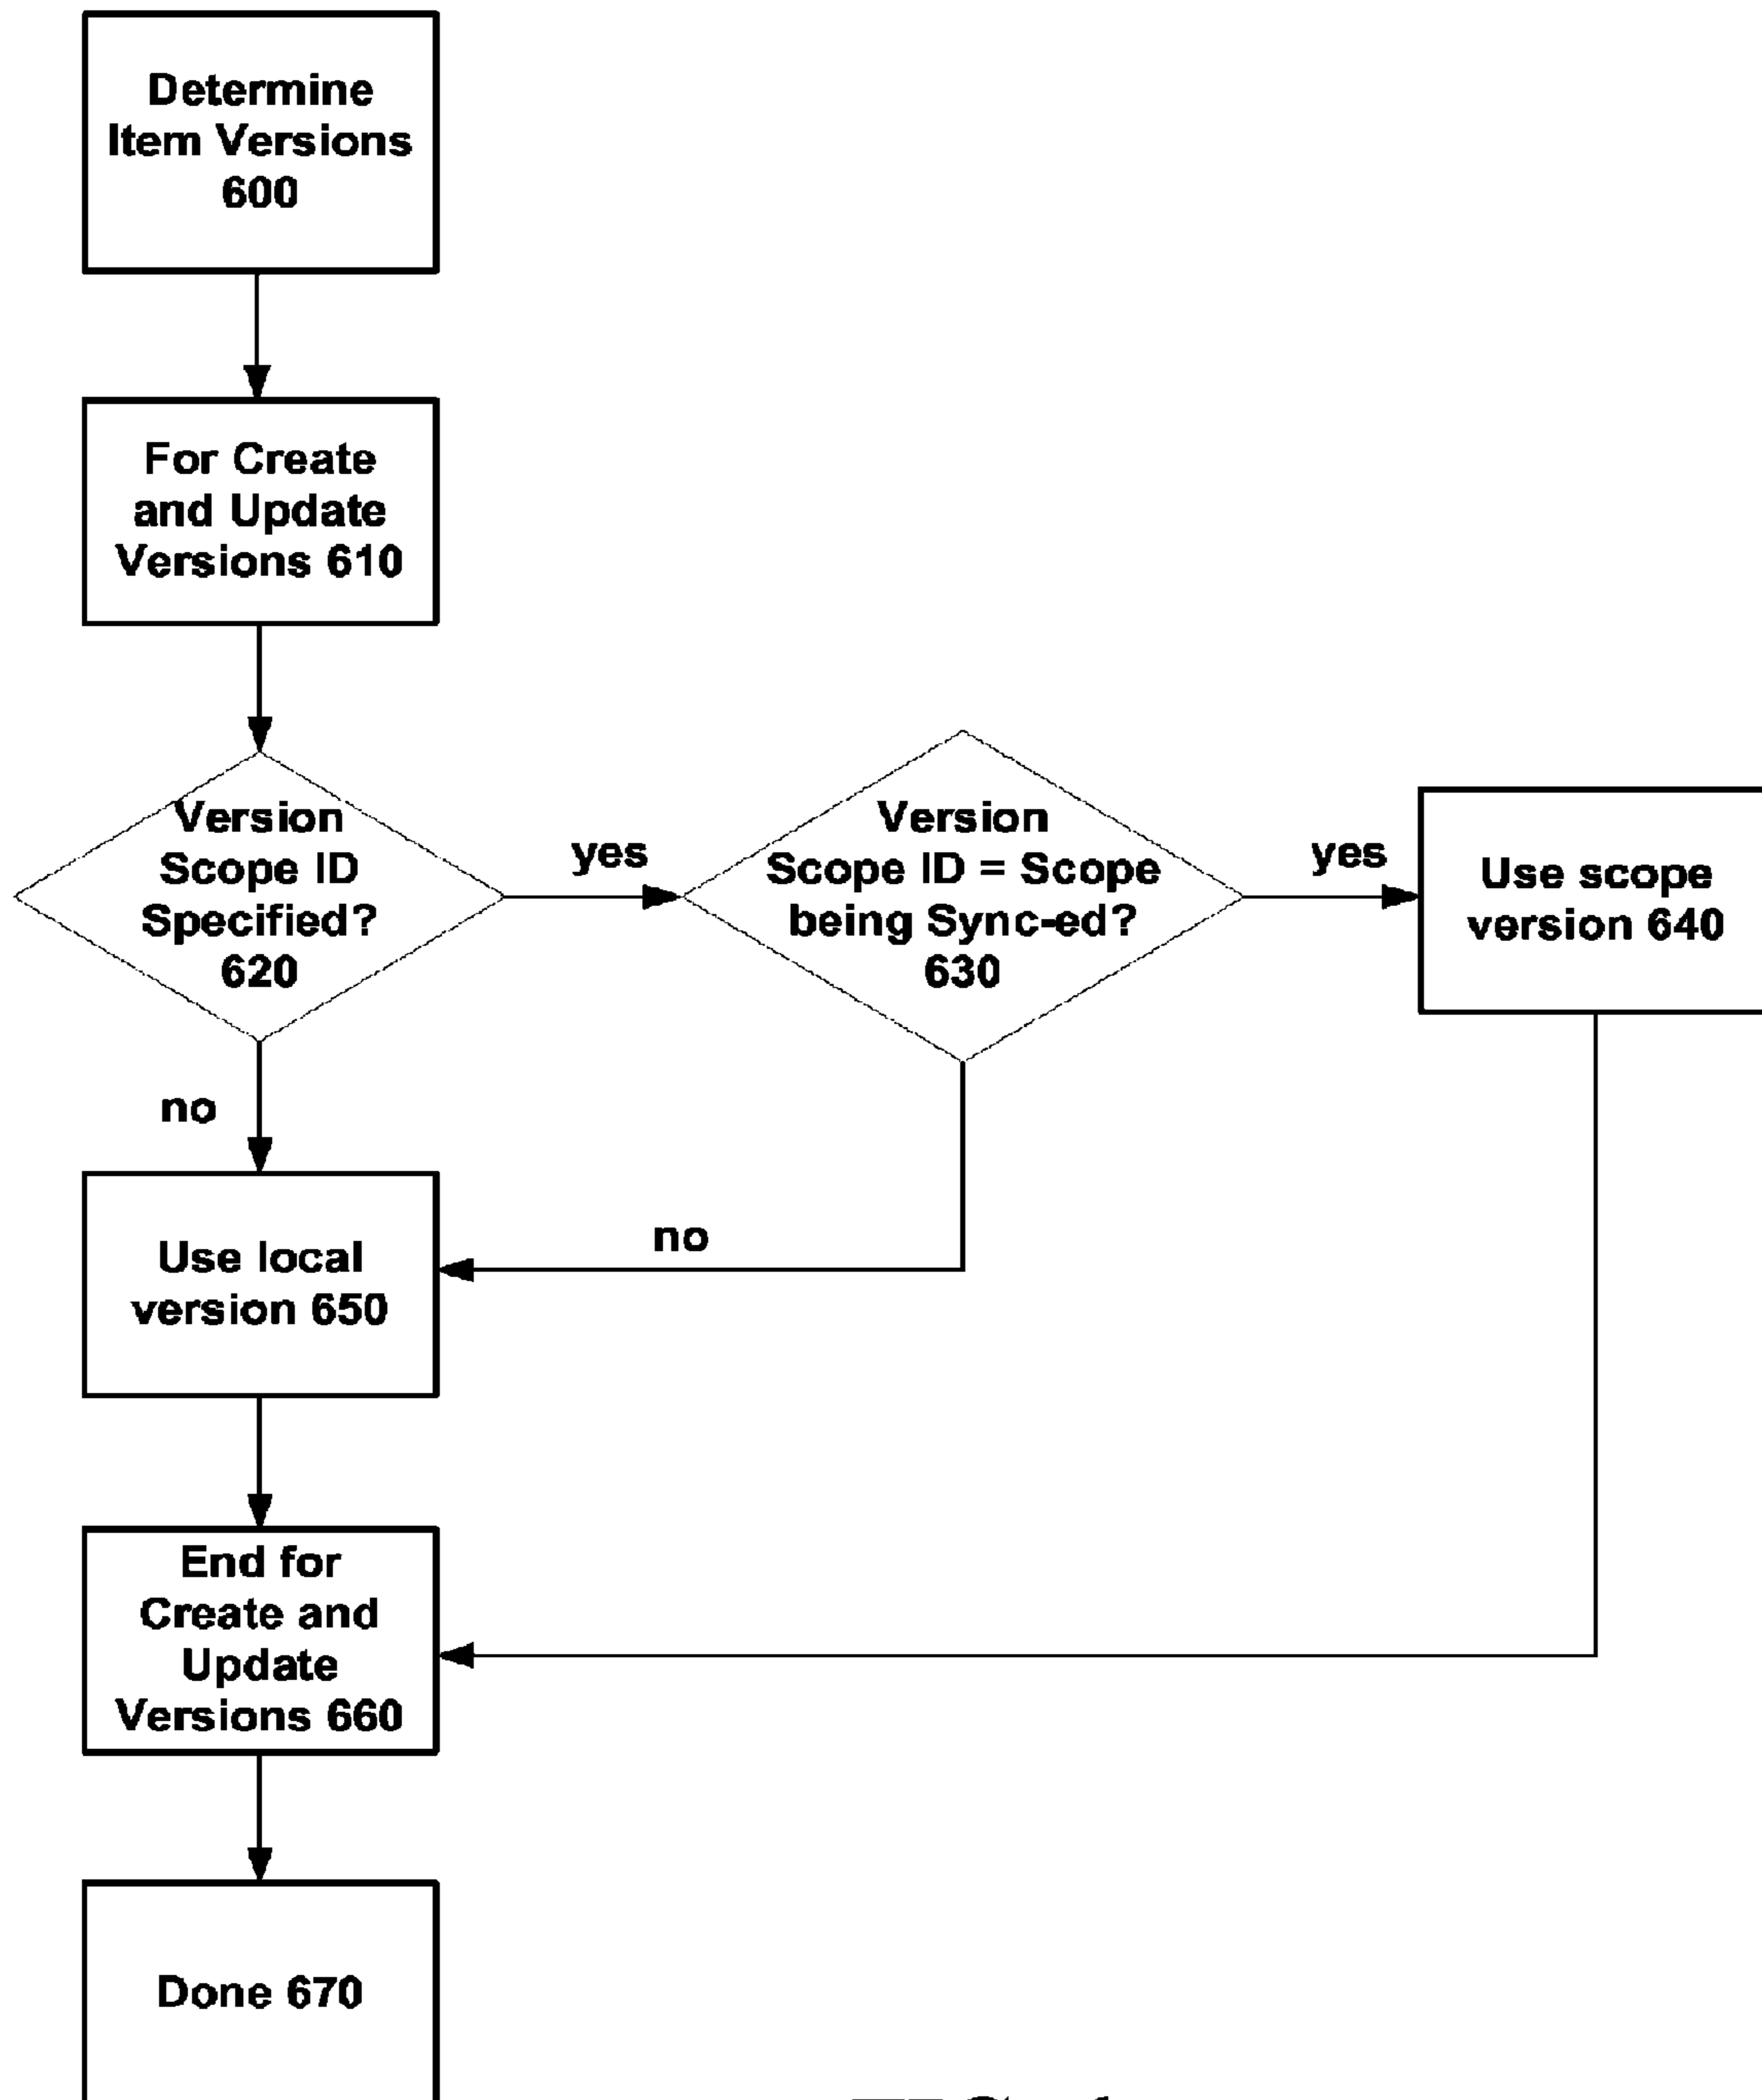 Determine
Item Versions
600
For Create
and Update
Versions 610
Version
Scope ID
Specified?
620
yes
Version
Scope ID = Scope
being Sync-ed?
630
yes
Use scope
version 640
no
Use local
version 650
no
End for
Create and
Update
Versions 660
Done 670